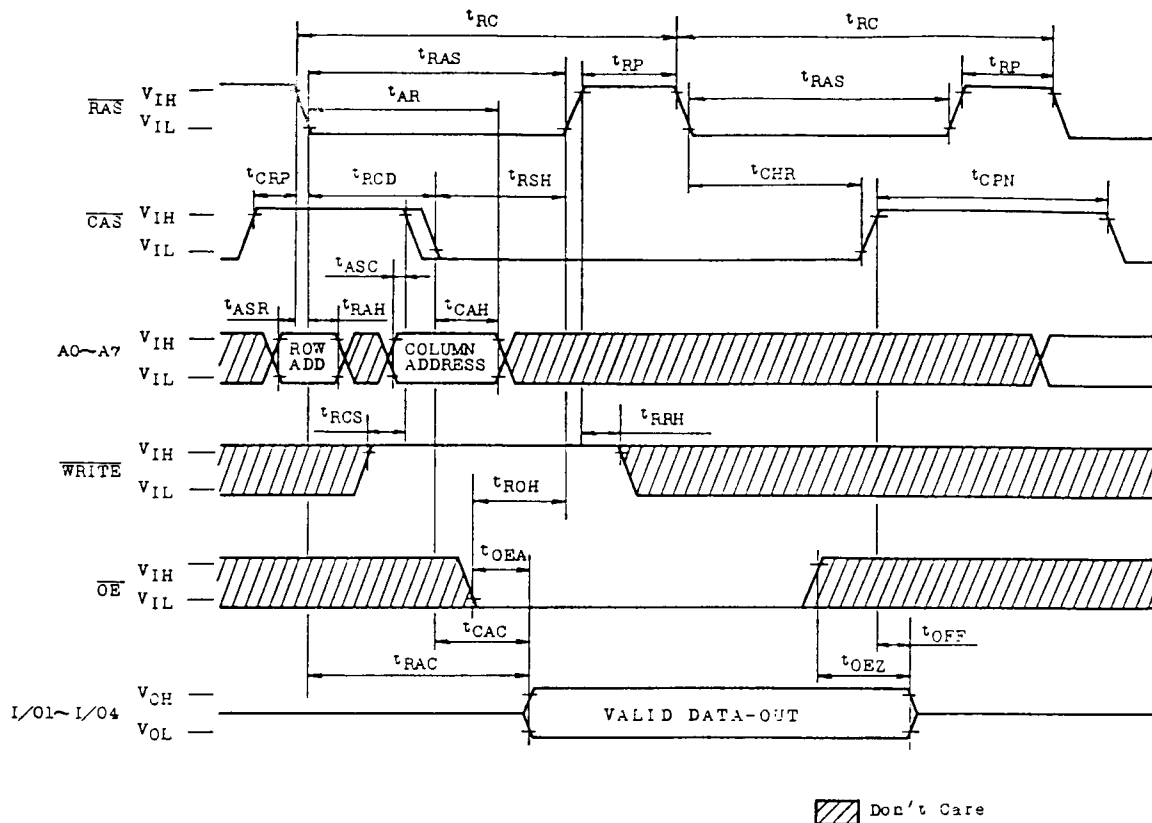 tRC tRC
tRAS tRP tRAS tRP
tAR
RAS VIH
VIL
tCRP tRCD tRSH tCHR tCPN
CAS VIH
VIL
tASC
tASR tRAH tCAH
A0~A7 VIH
VIL
ROW ADD
COLUMN ADDRESS
tRCS tRRH
WRITE VIH
VIL
tROH
tOEA
OE VIH
VIL
tCAC tOFF
tRAC tOEZ
I/O1~I/O4 VOH
VOL
VALID DATA-OUT
Don't Care